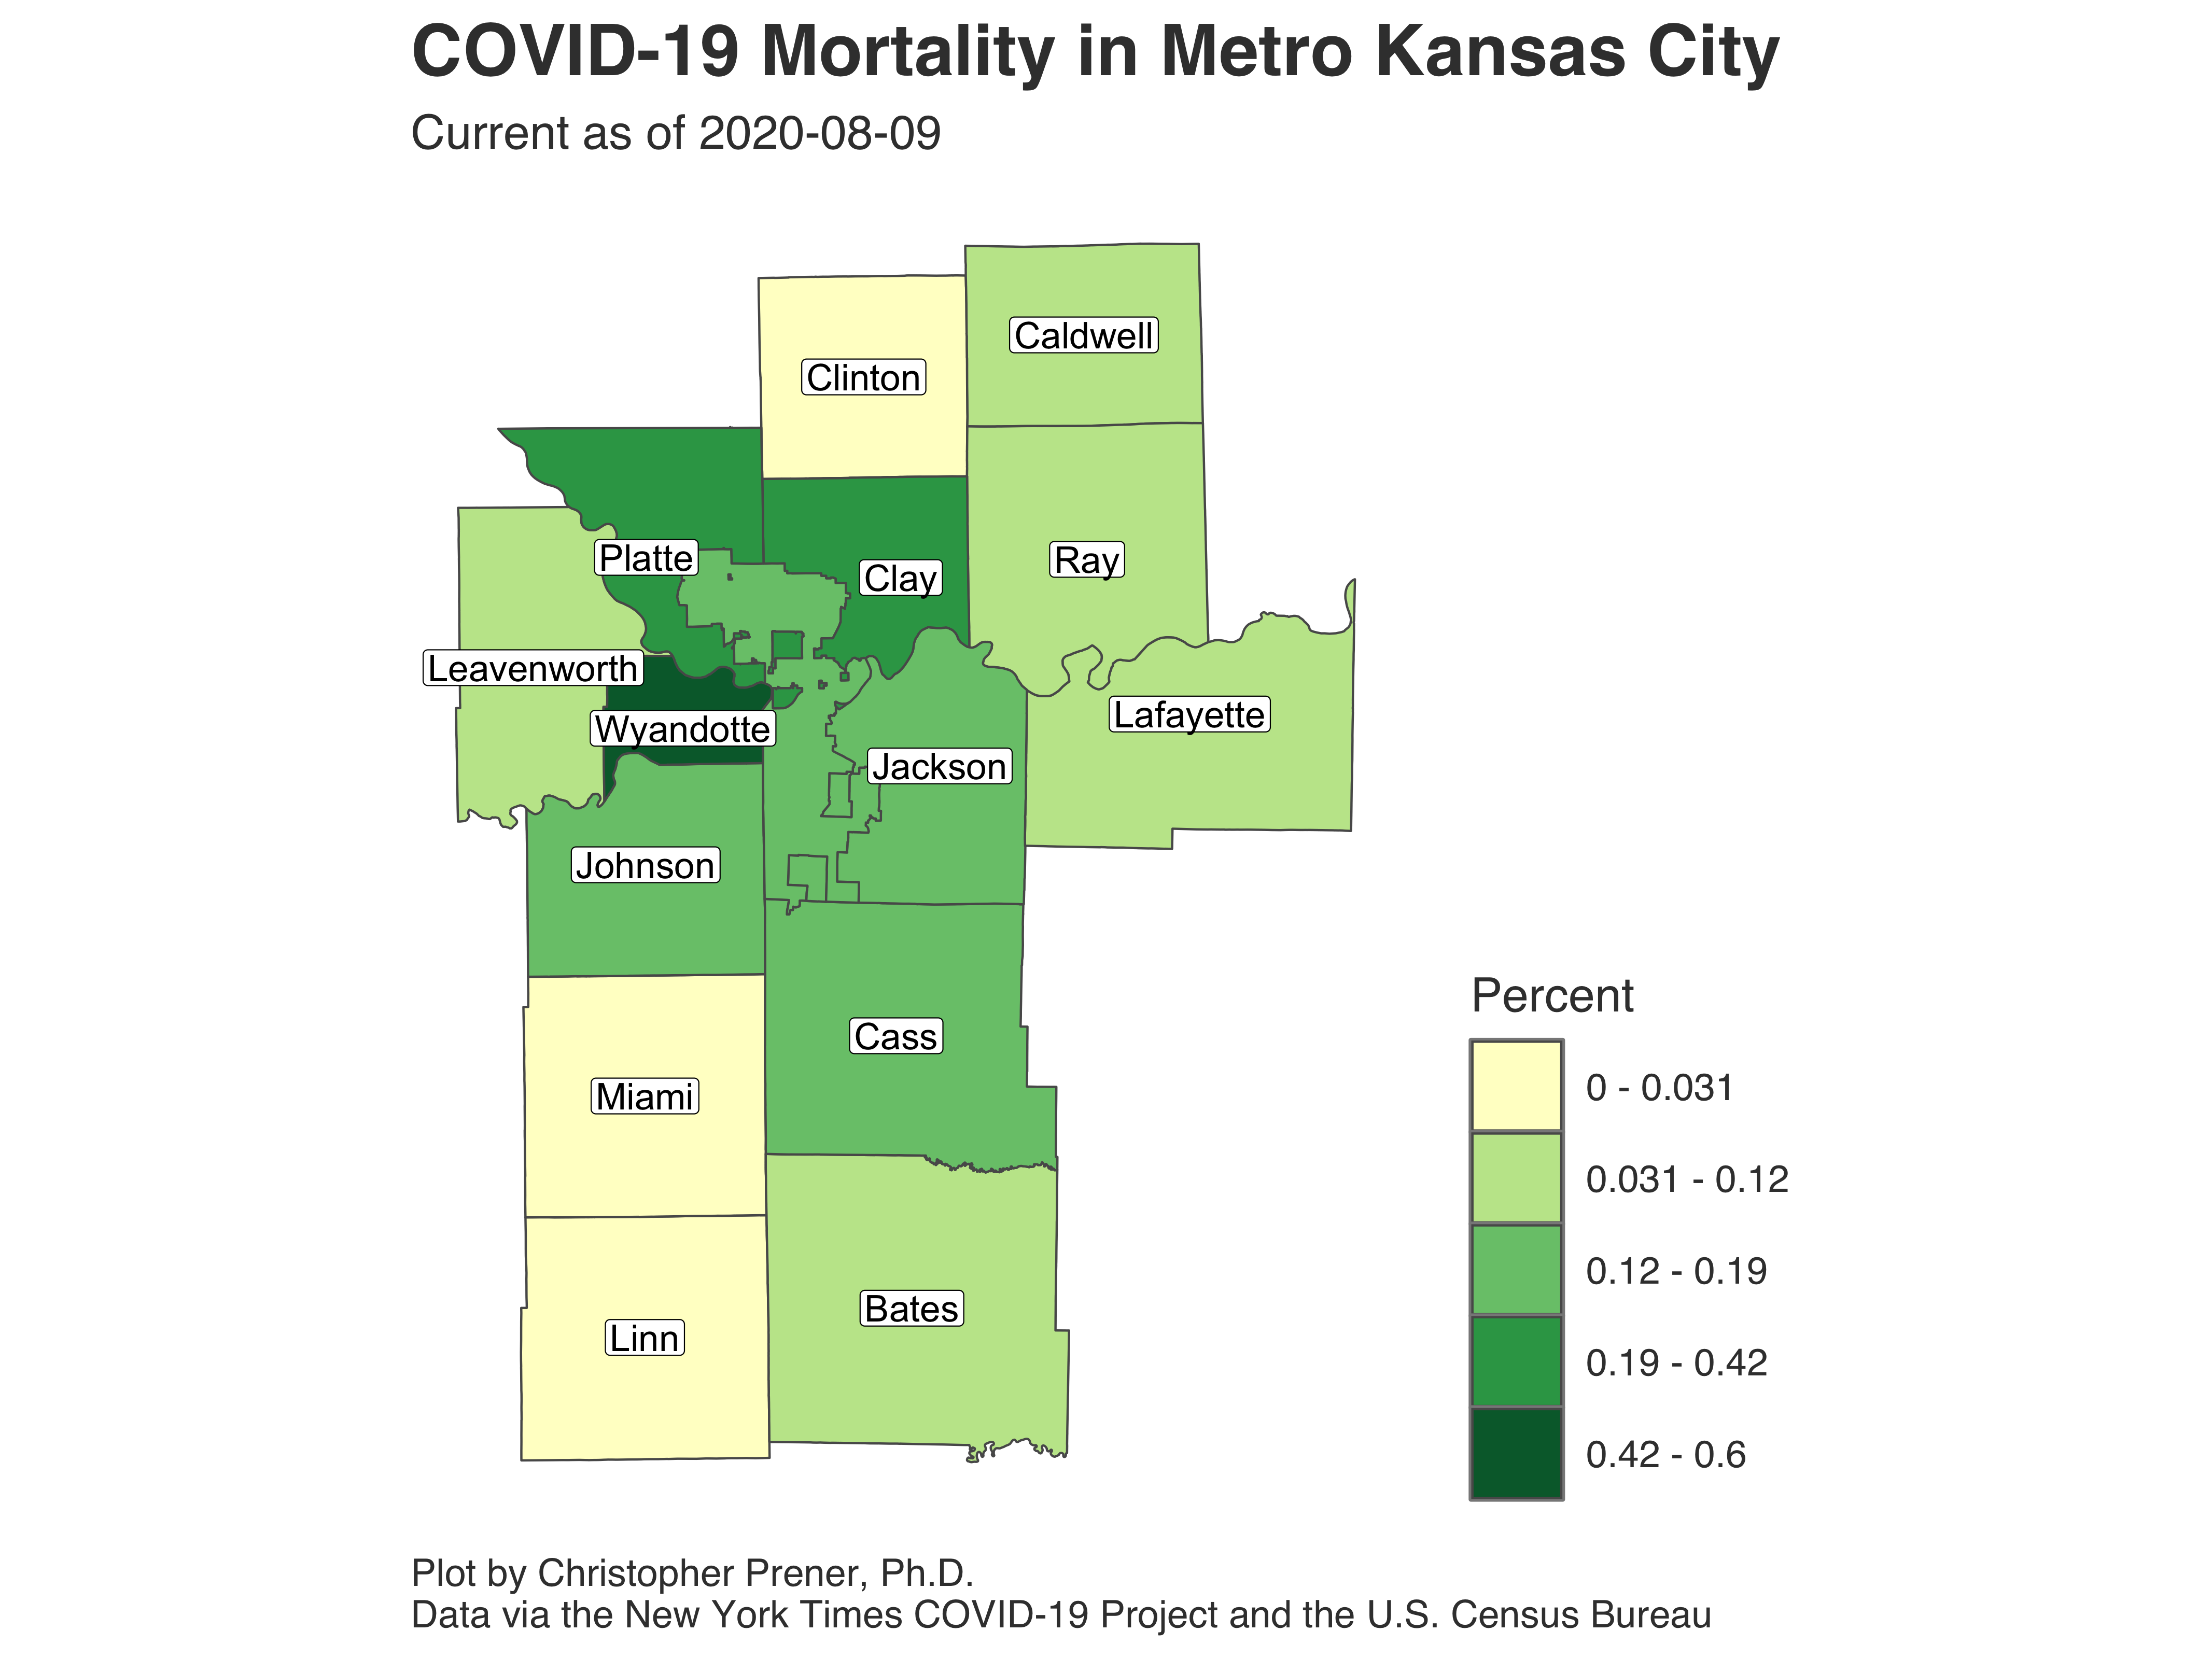 COVID-19 Mortality in Metro Kansas City
Current as of 2020-08-09
Caldwell
Clinton
Platte
Clay
Ray
Leavenworth
Wyandotte
Lafayette
Jackson
Johnson
Cass
Miami
Bates
Linn
Percent
0 - 0.031
0.031 - 0.12
0.12 - 0.19
0.19 - 0.42
0.42 - 0.6
Plot by Christopher Prener, Ph.D.
Data via the New York Times COVID-19 Project and the U.S. Census Bureau